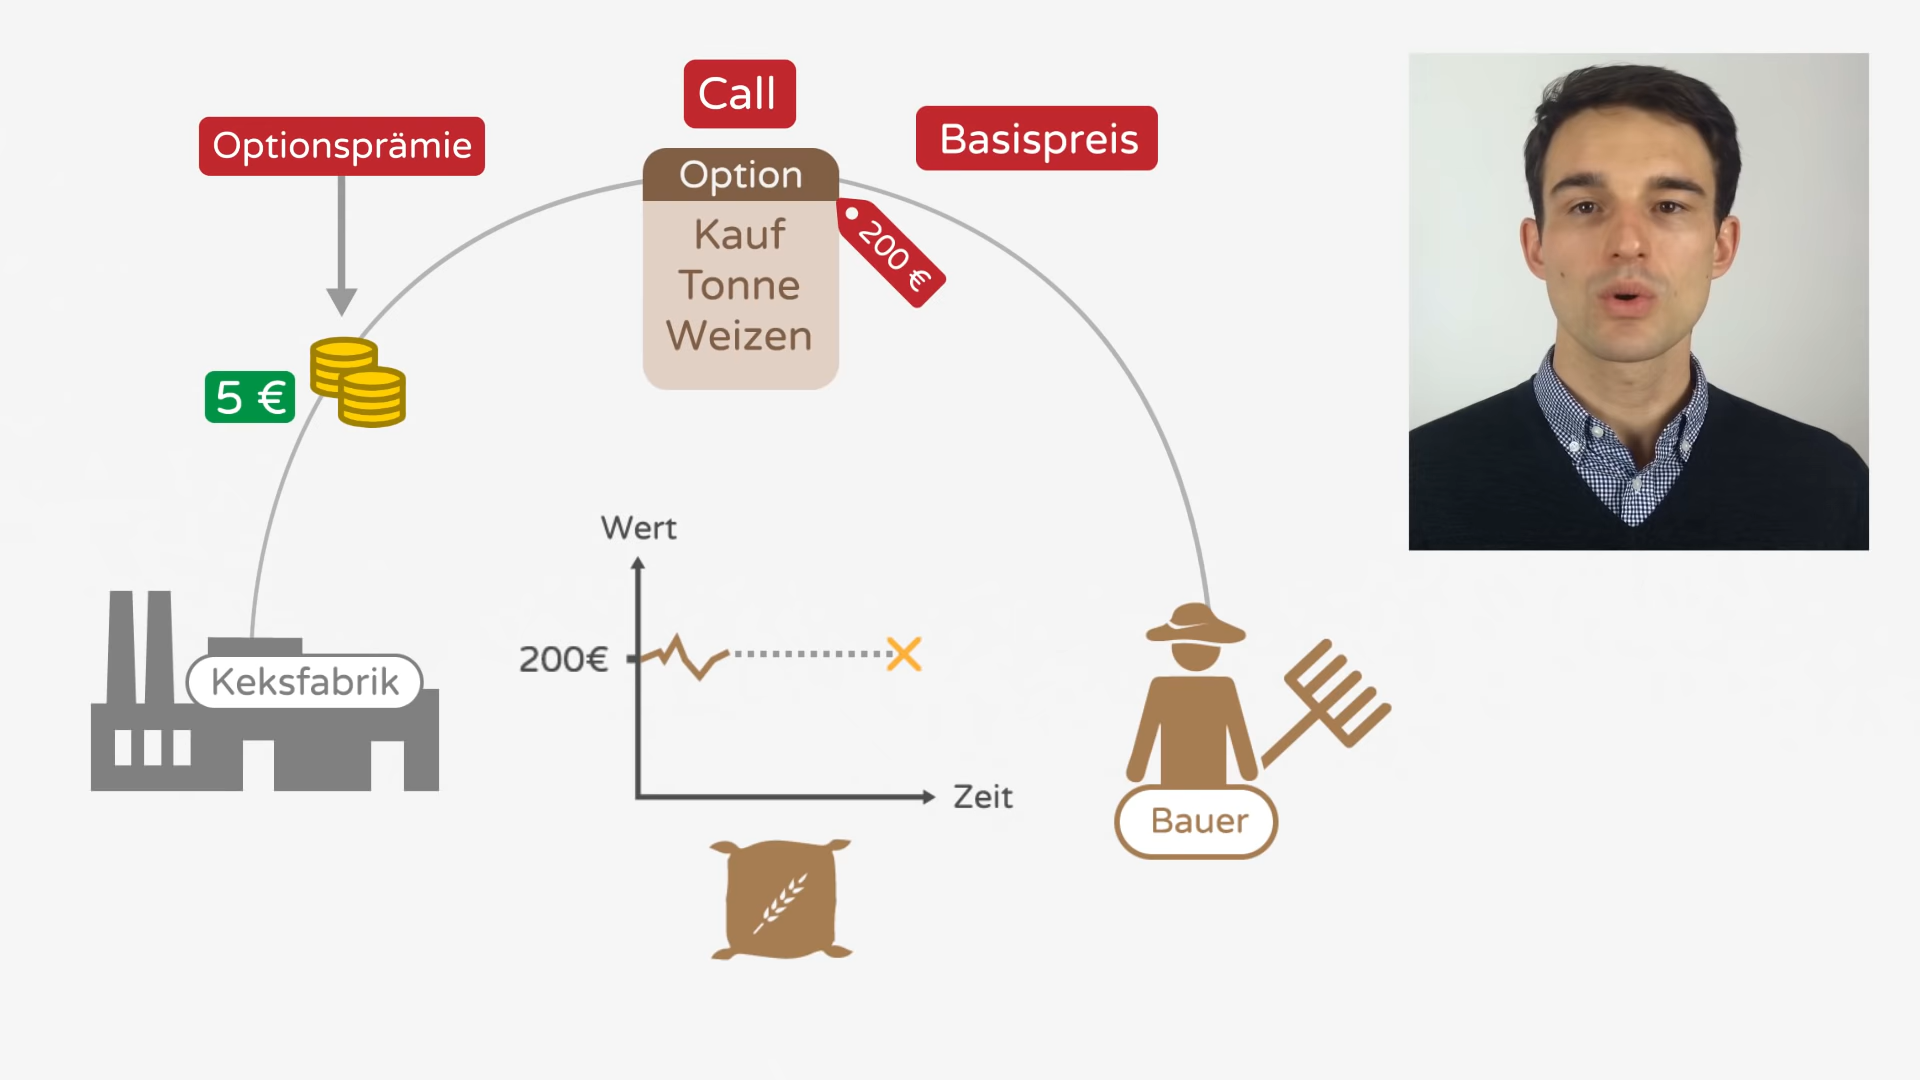 Call
Optionsprämie
Basispreis
Option
Kauf
Tonne
Weizen
200 €
5 €
Wert
200€
Zeit
Keksfabrik
Bauer